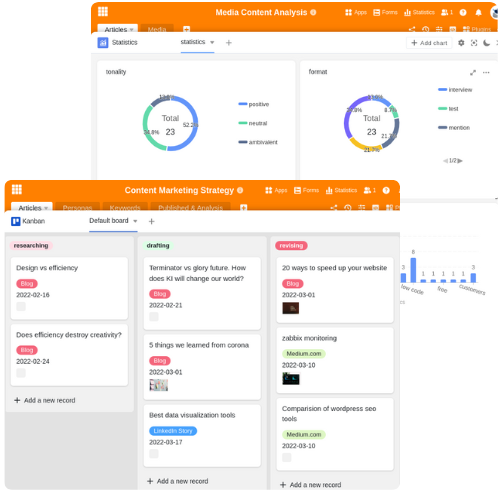 Media Content Analysis
Apps
Forms
Statistics
1
Articles
Media
Plugins
Statistics
statistics
Add chart
tonality
Total
23
52.2%
34.8%
13.0%
positive
neutral
ambivalent
format
Total
23
8.7%
interview
test
mention
1/2
Content Marketing Strategy
Apps
Forms
Statistics
1
Articles
Personas
Keywords
Published & Analysis
Kanban
Default board
researching
Design vs efficiency
Blog
2022-02-16
Does efficiency destroy creativity?
Blog
2022-02-24
Add a new record
drafting
Terminator vs glory future. How
does KI will change our world?
Blog
2022-02-21
5 things we learned from corona
Blog
2022-03-01
Best data visualization tools
LinkedIn Story
2022-03-17
Add a new record
revising
20 ways to speed up your website
Blog
2022-03-01
zabbix monitoring
Medium.com
2022-03-10
Comparision of wordpress seo
tools
Medium.com
2022-03-10
Add a new record
3
8
1
1
1
1
1
3
low code
free
customers